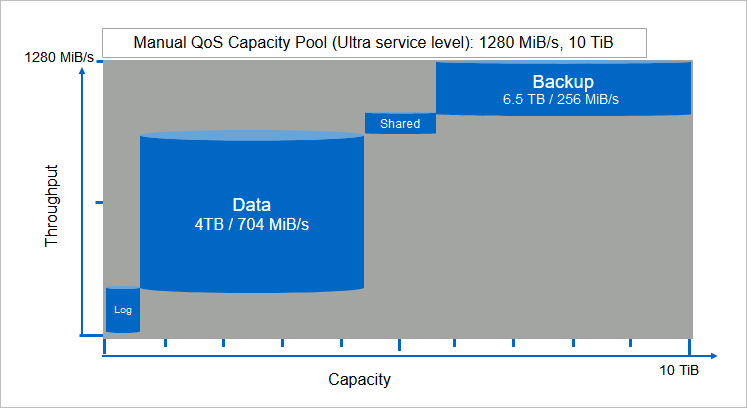 Manual QoS Capacity Pool (Ultra service level): 1280 MiB/s, 10 TiB
1280 MiB/s
Backup
6.5 TB / 256 MiB/s
Shared
Data
4TB / 704 MiB/s
Throughput
Log
10 TiB
Capacity